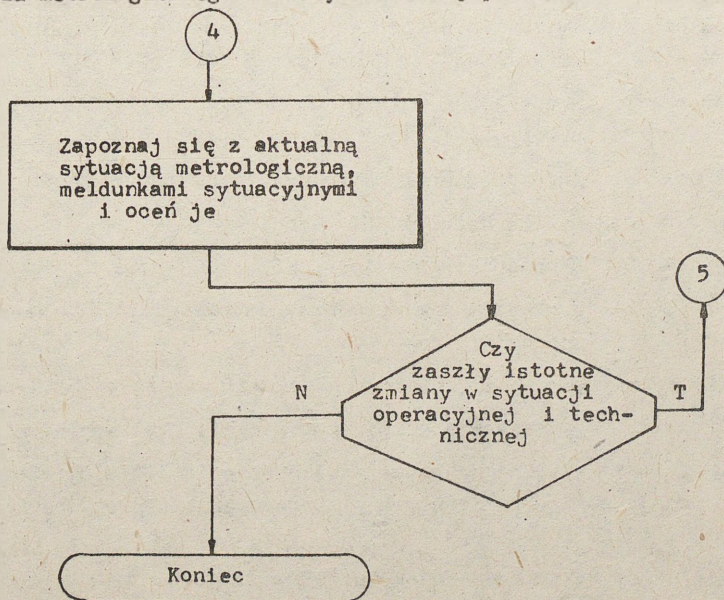 4
Zapoznaj się z aktualną
sytuacją metrologiczną,
meldunkami sytuacyjnymi
i oceń je
5
Czy
zaszły istotne
zmiany w sytuacji
operacyjnej i tech-
nicznej
N
T
Koniec